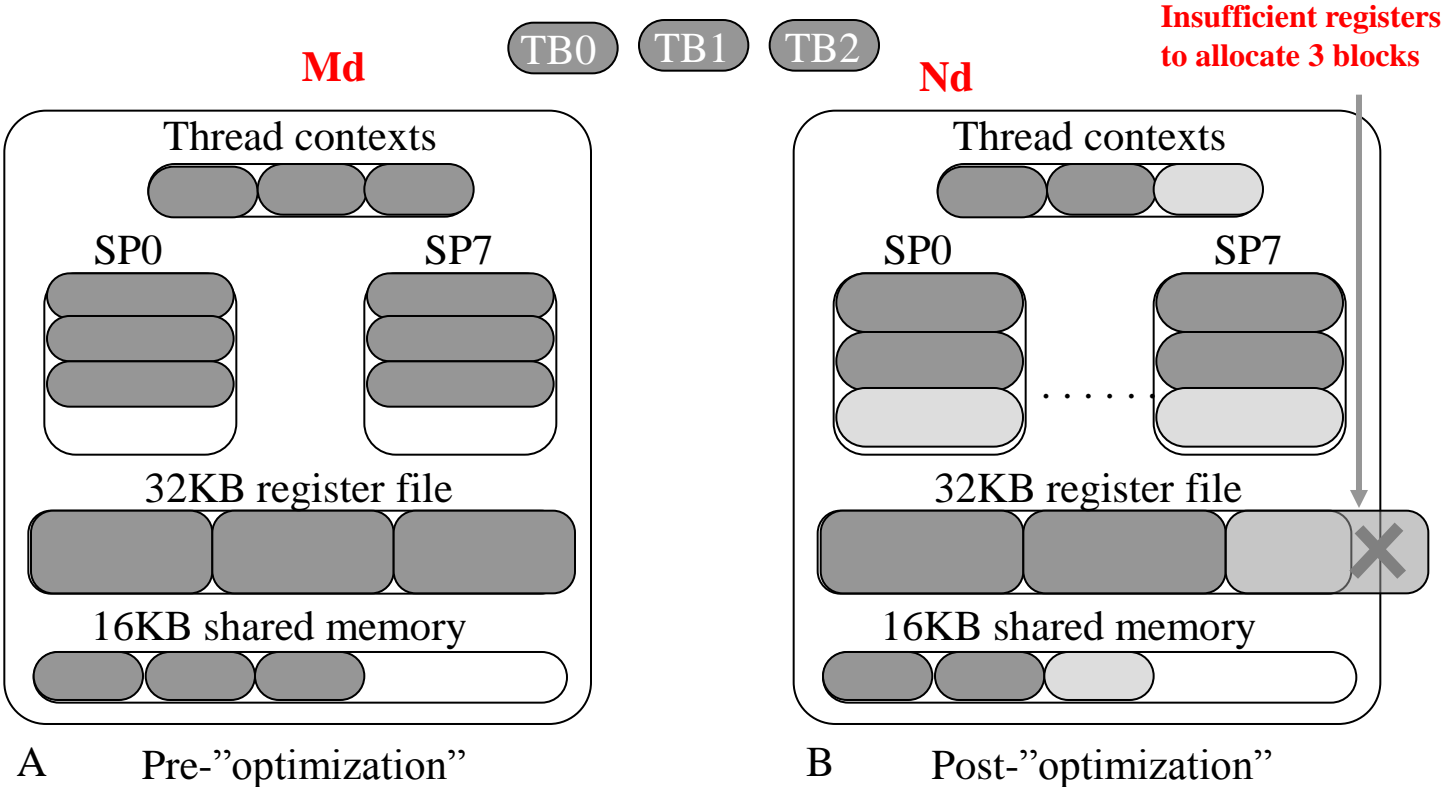 Insufficient registers
to allocate 3 blocks
TB0 TB1 TB2
Md
Nd
Thread contexts
SP0 SP7
32KB register file
16KB shared memory
A Pre-”optimization”
Thread contexts
SP0 SP7
. . . . . .
32KB register file
16KB shared memory
B Post-”optimization”